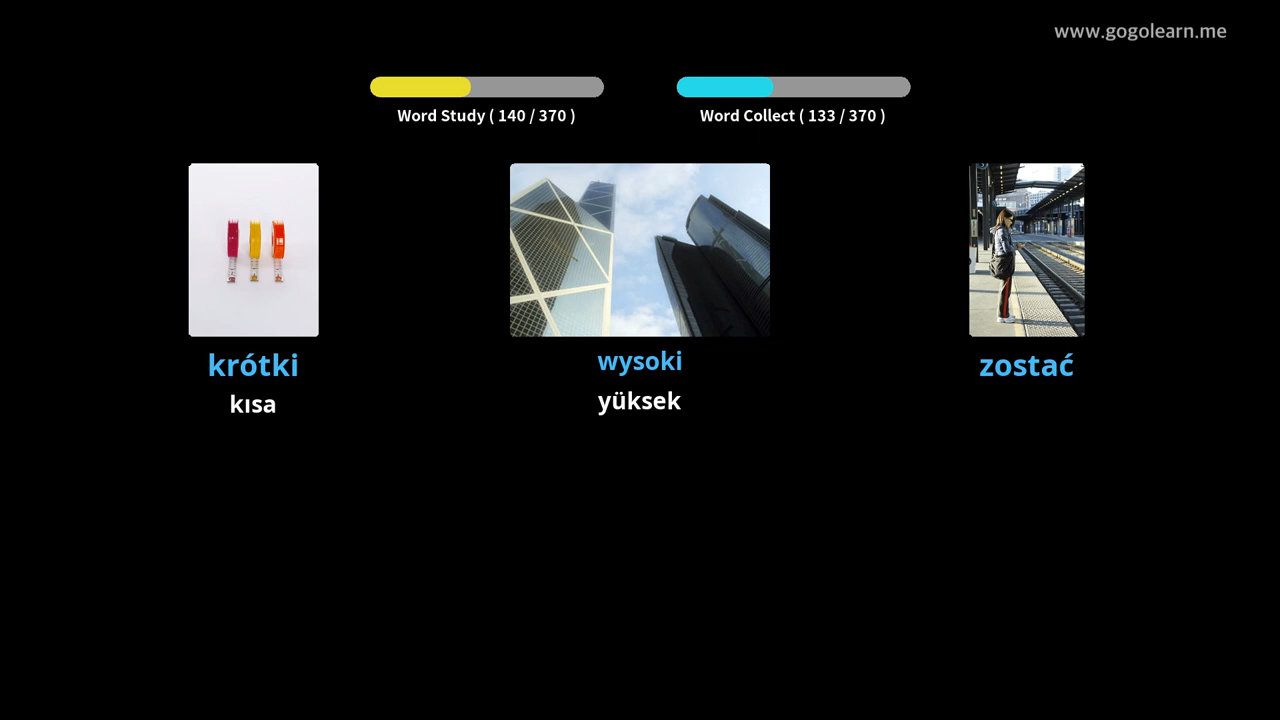 www.gogolearn.me
Word Study ( 140 / 370 )
Word Collect ( 133 / 370 )
krótki
kısa
wysoki
yüksek
zostać